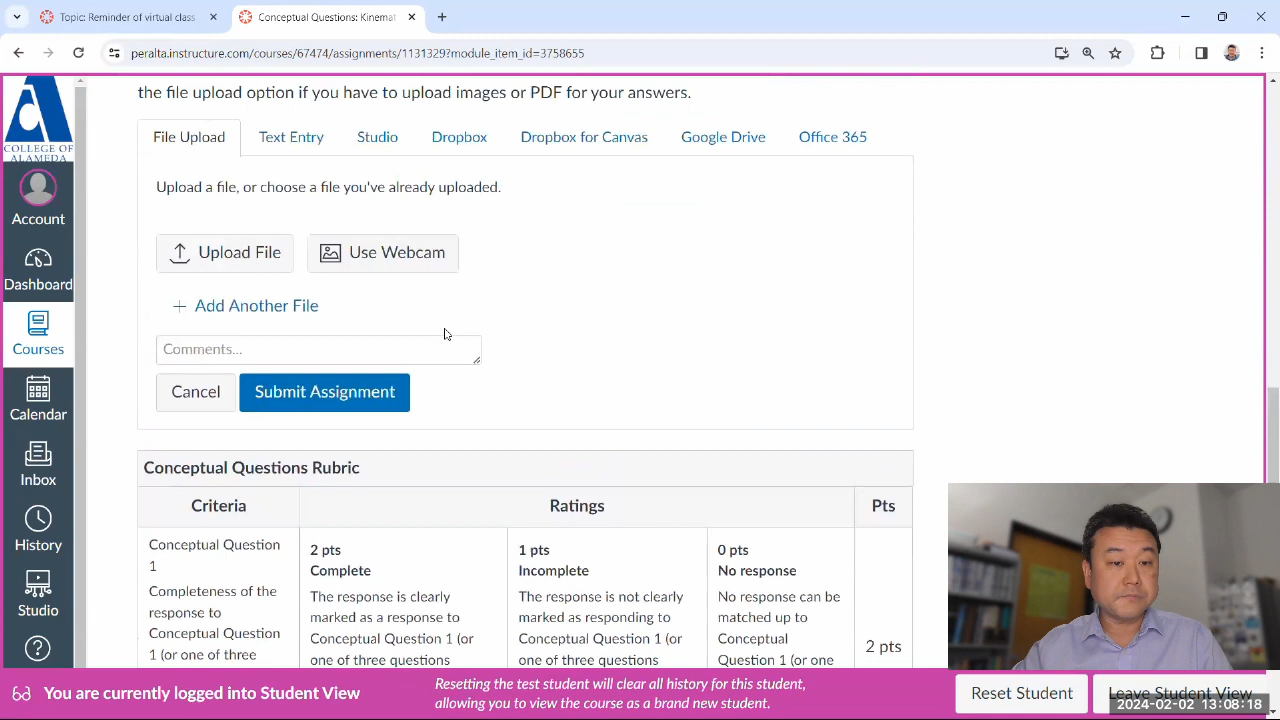 Topic: Reminder of virtual class
Conceptual Questions: Kinemat
peralta.instructure.com/courses/67474/assignments/1131329?module_item_id=3758655
COLLEGE OF
ALAMEDA
Account
Dashboard
Courses
Calendar
Inbox
History
Studio
the file upload option if you have to upload images or PDF for your answers.
File Upload
Text Entry
Studio
Dropbox
Dropbox for Canvas
Google Drive
Office 365
Upload a file, or choose a file you've already uploaded.
Upload File
Use Webcam
+ Add Another File
Comments...
Cancel
Submit Assignment
Conceptual Questions Rubric
Criteria
Ratings
Pts
Conceptual Question
1
Completeness of the
response to
Conceptual Question
1 (or one of three
2 pts
Complete
The response is clearly
marked as a response to
Conceptual Question 1 (or
one of three questions
1 pts
Incomplete
The response is not clearly
marked as responding to
Conceptual Question 1 (or
one of three questions
0 pts
No response
No response can be
matched up to
Conceptual
Question 1 (or one
2 pts
You are currently logged into Student View
Resetting the test student will clear all history for this student,
allowing you to view the course as a brand new student.
Reset Student
Leave Student View
2024-02-02 13:08:18